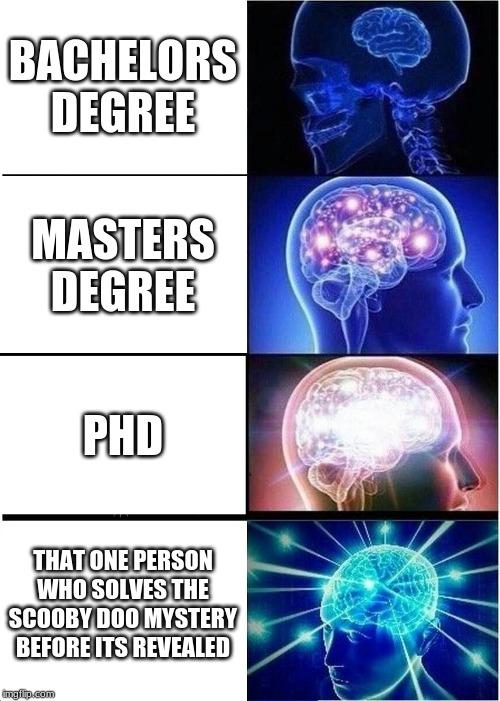 BACHELORS
DEGREE
MASTERS
DEGREE
PHD
THAT ONE PERSON
WHO SOLVES THE
SCOOBY DOO MYSTERY
BEFORE ITS REVEALED
imgflip.com